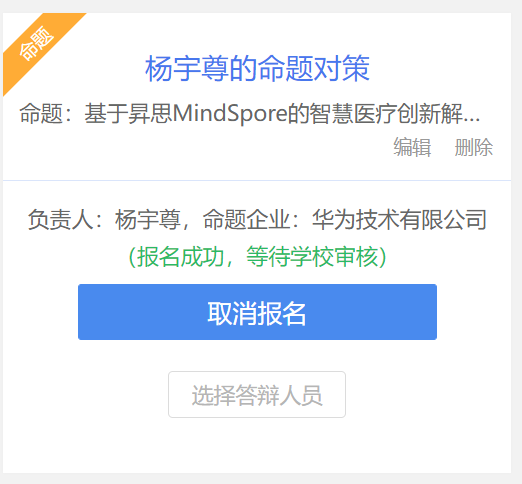 命题
杨宇尊的命题对策
命题：基于昇思MindSpore的智慧医疗创新解...
编辑 删除
负责人：杨宇尊，命题企业：华为技术有限公司
（报名成功，等待学校审核）
取消报名
选择答辩人员